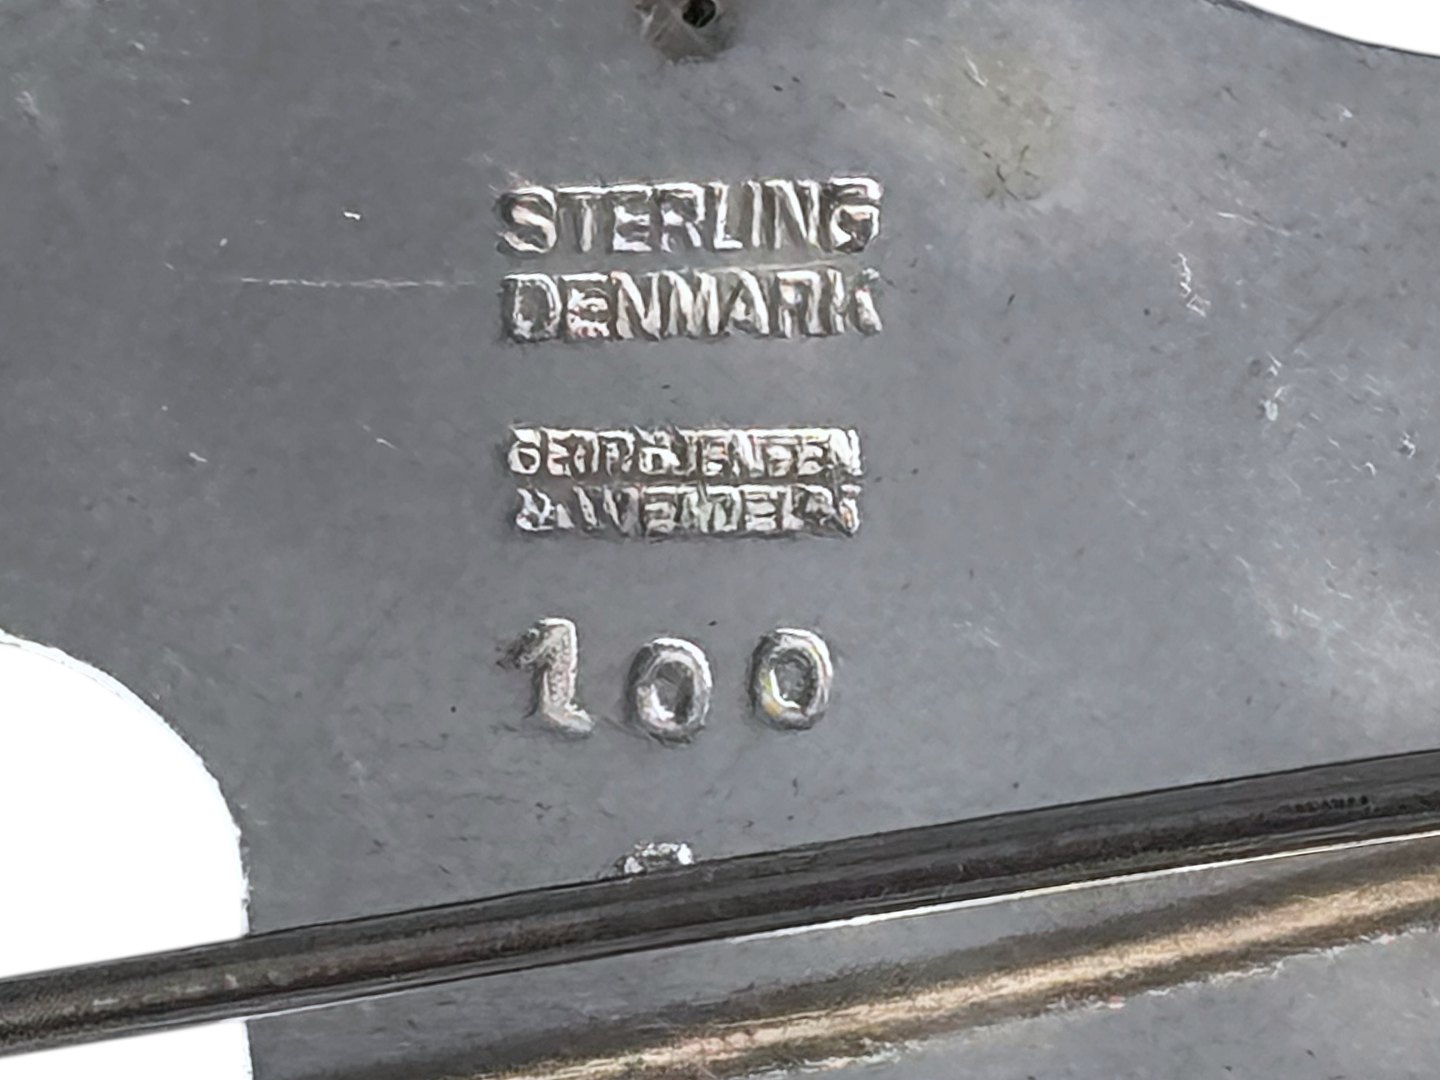 STERLING
DENMARK
GEORG JENSEN
& WENDEL A/S
100